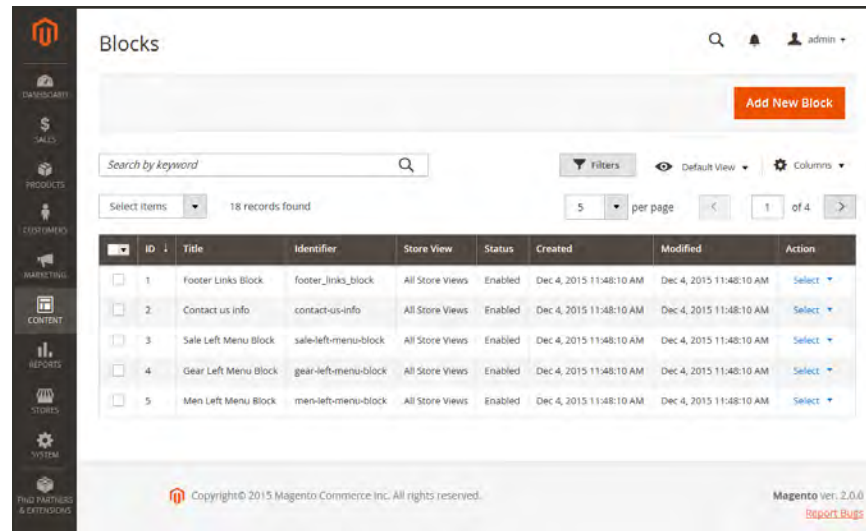 Blocks
admin
DASHBOARD
Add New Block
SALES
Search by keyword
Filters
Default View
Columns
PRODUCTS
Select Items
18 records found
5
per page
1
of 4
CUSTOMERS
ID Title Identifier Store View Status Created Modified Action
MARKETING
1 Footer Links Block footer_links_block All Store Views Enabled Dec 4, 2015 11:48:10 AM Dec 4, 2015 11:48:10 AM Select
CONTENT
2 Contact us info contact-us-info All Store Views Enabled Dec 4, 2015 11:48:10 AM Dec 4, 2015 11:48:10 AM Select
3 Sale Left Menu Block sale-left-menu-block All Store Views Enabled Dec 4, 2015 11:48:10 AM Dec 4, 2015 11:48:10 AM Select
REPORTS
4 Gear Left Menu Block gear-left-menu-block All Store Views Enabled Dec 4, 2015 11:48:10 AM Dec 4, 2015 11:48:10 AM Select
5 Men Left Menu Block men-left-menu-block All Store Views Enabled Dec 4, 2015 11:48:10 AM Dec 4, 2015 11:48:10 AM Select
STORES
SYSTEM
FIND PARTNERS
& EXTENSIONS
Copyright© 2015 Magento Commerce Inc. All rights reserved.
Magento ver. 2.0.0
Report Bugs